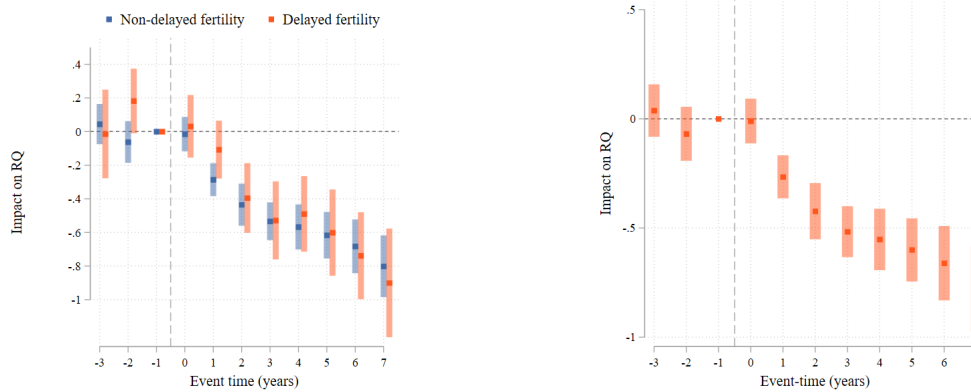 Non-delayed fertility Delayed fertility
.4
.2
0
-.2
-.4
-.6
-.8
-1
Impact on RQ
-3 -2 -1 0 1 2 3 4 5 6 7
Event time (years)
.5
0
-.5
-1
Impact on RQ
-3 -2 -1 0 1 2 3 4 5 6
Event-time (years)